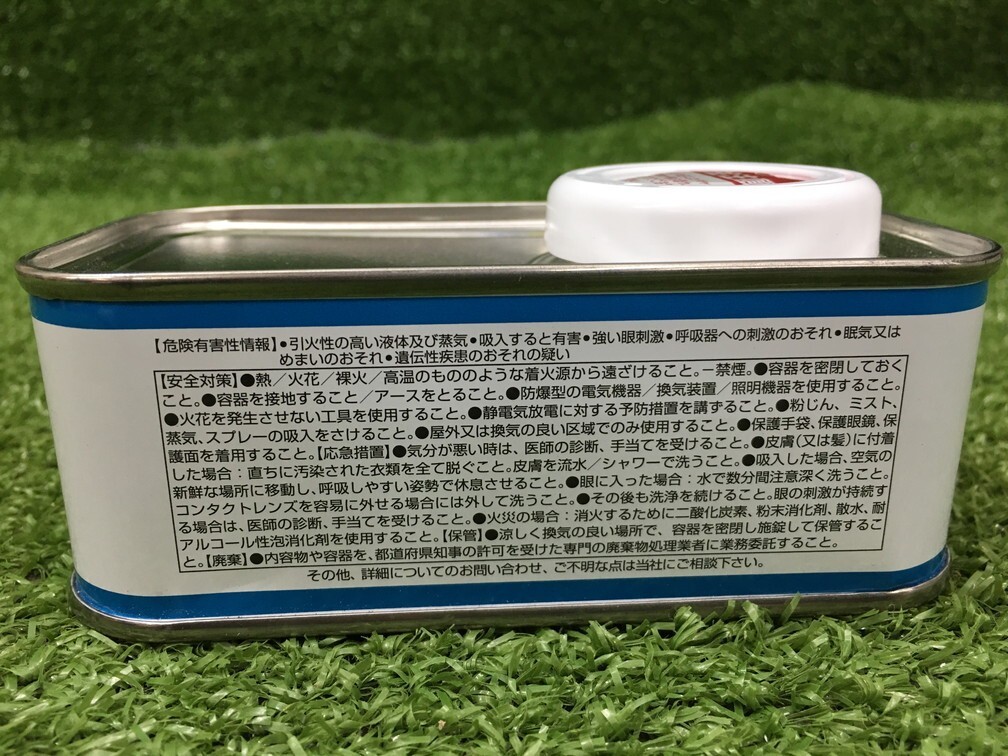 【危険有害性情報】●引火性の高い液体及び蒸気●吸入すると有害●強い眼刺激●呼吸器への刺激のおそれ●眠気又は
めまいのおそれ●遺伝性疾患のおそれの疑い
【安全対策】●熱／火花／裸火／高温のもののような着火源から遠ざけること。－禁煙。●容器を密閉しておく
こと。●容器を接地すること／アースをとること。●防爆型の電気機器／換気装置／照明機器を使用すること。
●火花を発生させない工具を使用すること。●静電気放電に対する予防措置を講ずること。●粉じん、ミスト、
蒸気、スプレーの吸入をさけること。●屋外又は換気の良い区域でのみ使用すること。●保護手袋、保護眼鏡、保
護面を着用すること。【応急措置】●気分が悪い時は、医師の診断、手当てを受けること。●皮膚（又は髪）に付着
した場合：直ちに汚染された衣類を全て脱ぐこと。皮膚を流水／シャワーで洗うこと。●吸入した場合、空気の
新鮮な場所に移動し、呼吸しやすい姿勢で休息させること。●眼に入った場合：水で数分間注意深く洗うこと。
コンタクトレンズを容易に外せる場合には外して洗うこと。●その後も洗浄を続けること。眼の刺激が持続す
る場合は、医師の診断、手当てを受けること。●火災の場合：消火するために二酸化炭素、粉末消化剤、散水、耐
アルコール性泡消化剤を使用すること。【保管】●涼しく換気の良い場所で、容器を密閉し施錠して保管するこ
と。【廃棄】●内容物や容器を、都道府県知事の許可を受けた専門の廃棄物処理業者に業務委託すること。
その他、詳細についてのお問い合わせ、ご不明な点は当社にご相談下さい。